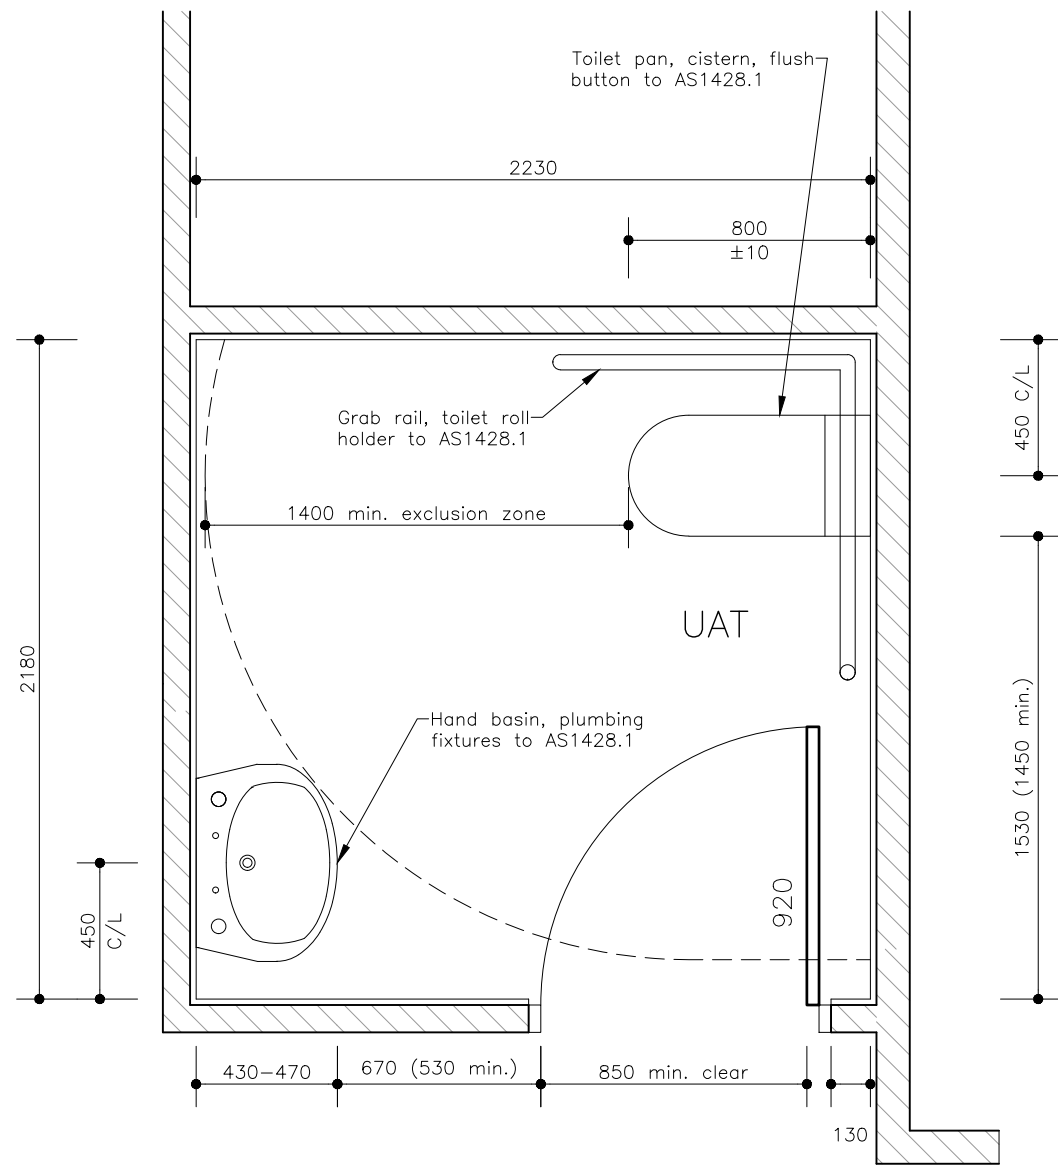 Toilet pan, cistern, flush
button to AS1428.1
2230
800
±10
450 C/L
Grab rail, toilet roll
holder to AS1428.1
1400 min. exclusion zone
UAT
2180
1530 (1450 min.)
Hand basin, plumbing
fixtures to AS1428.1
920
450
C/L
430-470
670 (530 min.)
850 min. clear
130